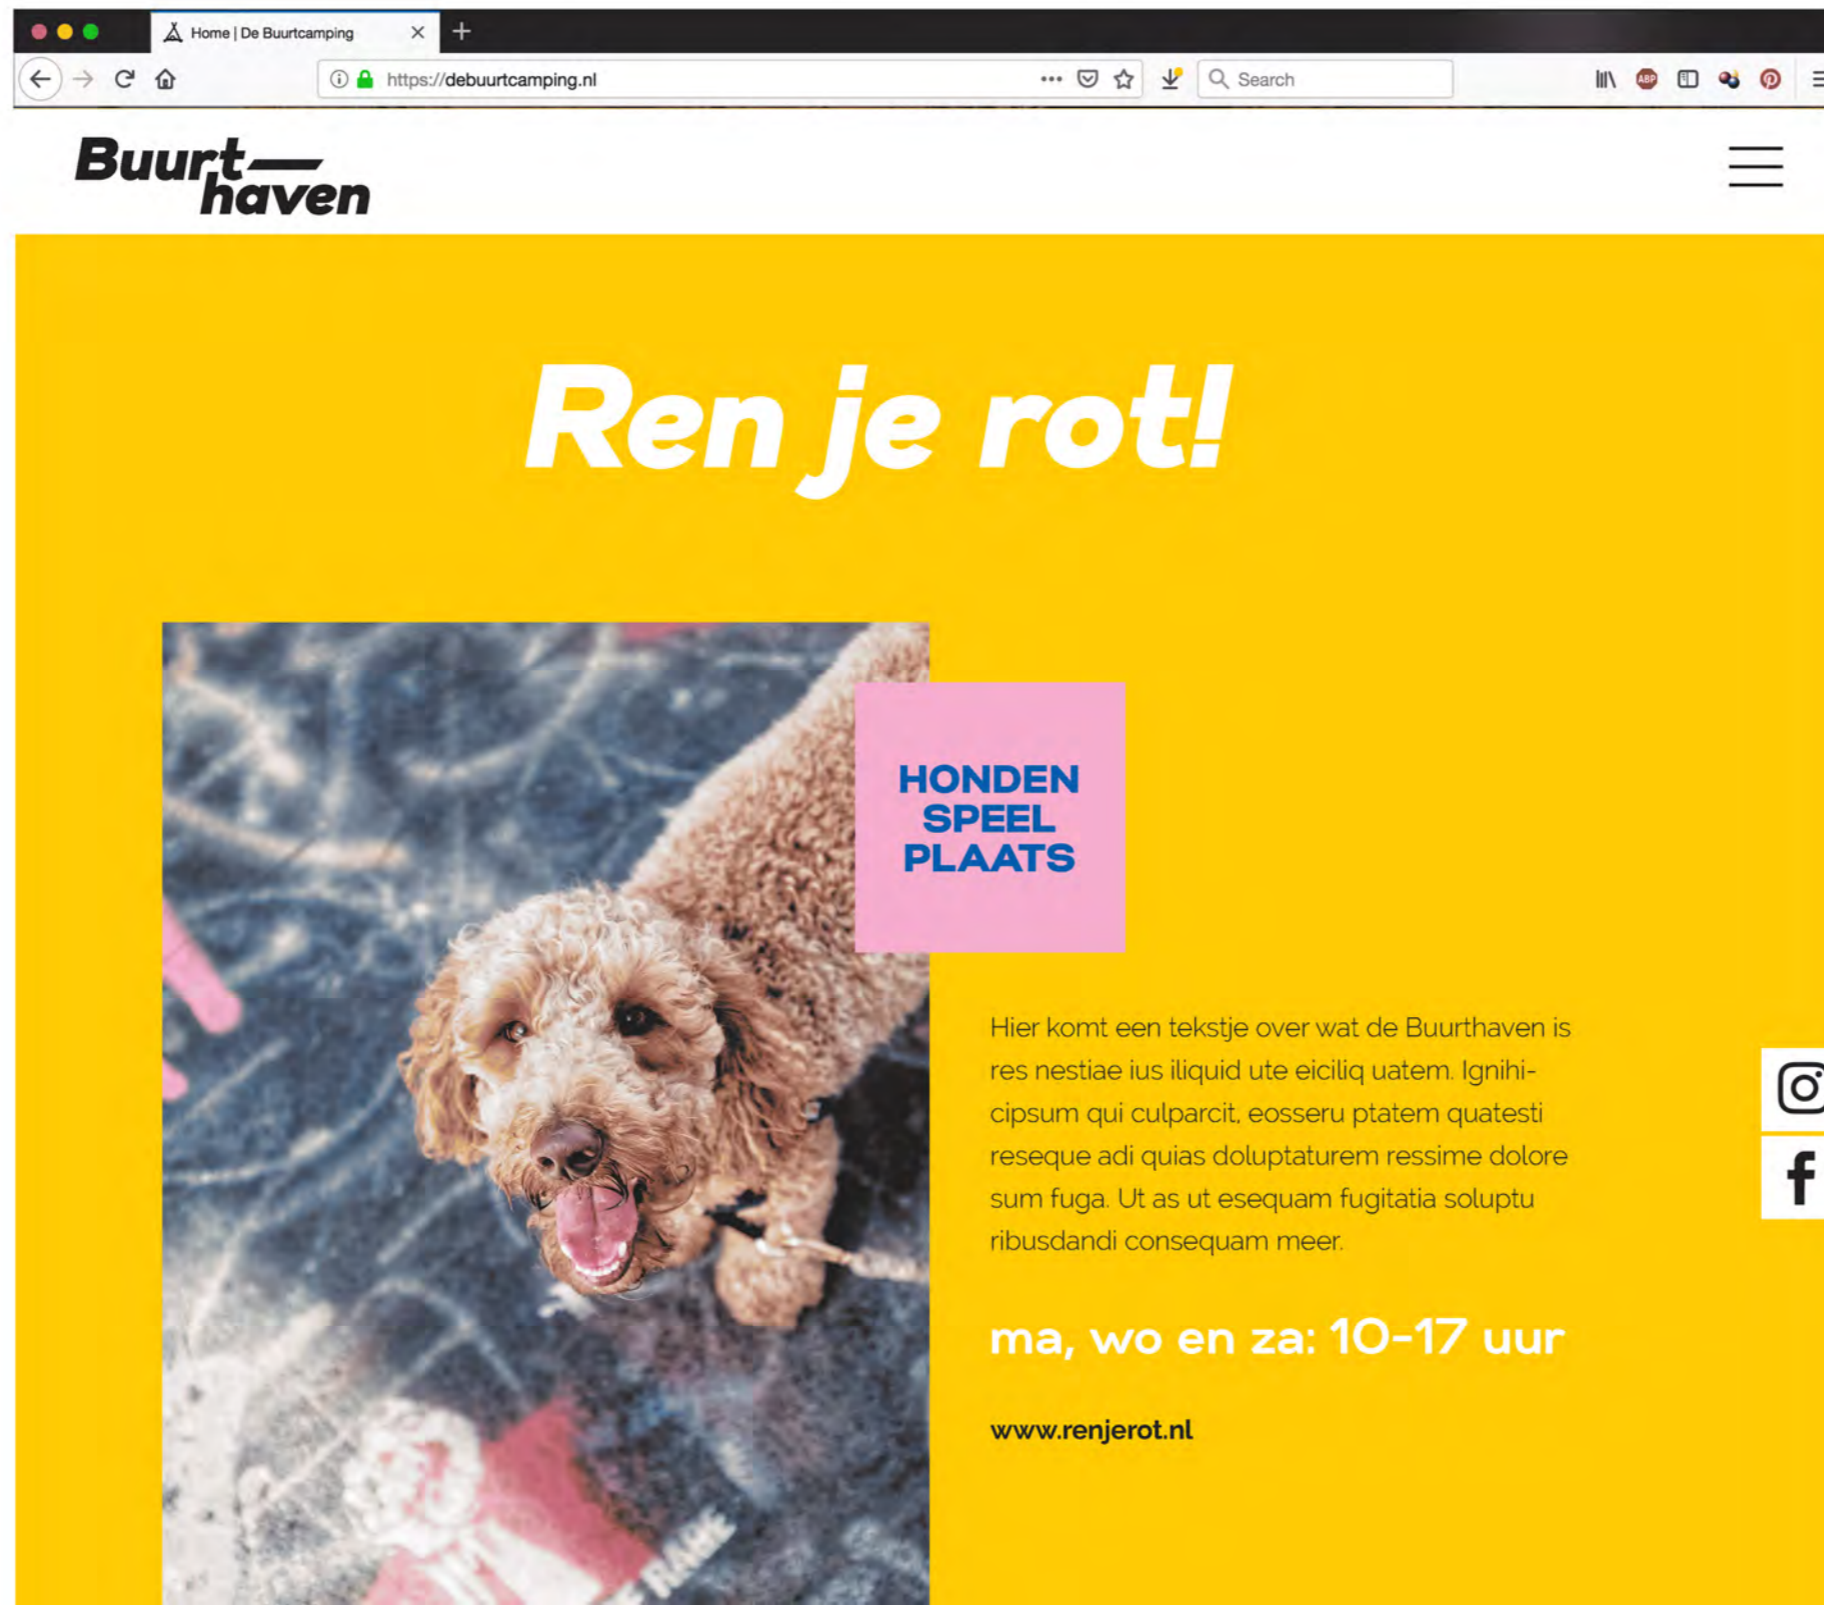 Home | De Buurtcamping
https://debuurtcamping.nl
Search
ABP
Buurt—
haven
Ren je rot!
HONDEN
SPEEL
PLAATS
Hier komt een tekstje over wat de Buurthaven is
res nestiae ius iliquid ute eiciliq uatem. Ignihi-
cipsum qui culparcit, eosseru ptatem quatesti
reseque adi quias doluptaturem ressime dolore
sum fuga. Ut as ut esequam fugitatia soluptu
ribusdandi consequam meer.
ma, wo en za: 10-17 uur
www.renjerot.nl